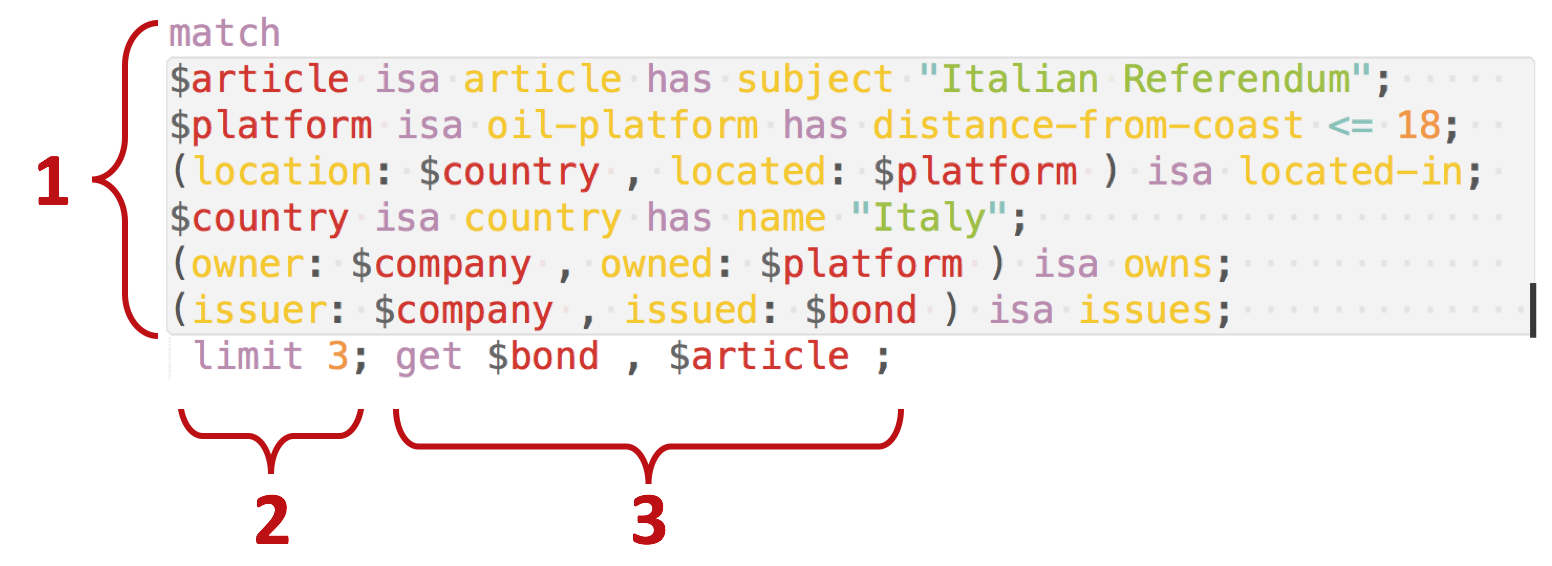 match
$article isa article has subject "Italian Referendum";
$platform isa oil-platform has distance-from-coast <= 18;
1
(location: $country , located: $platform ) isa located-in;
$country isa country has name "Italy";
(owner: $company , owned: $platform ) isa owns;
(issuer: $company , issued: $bond ) isa issues;
limit 3; get $bond , $article ;
2 3